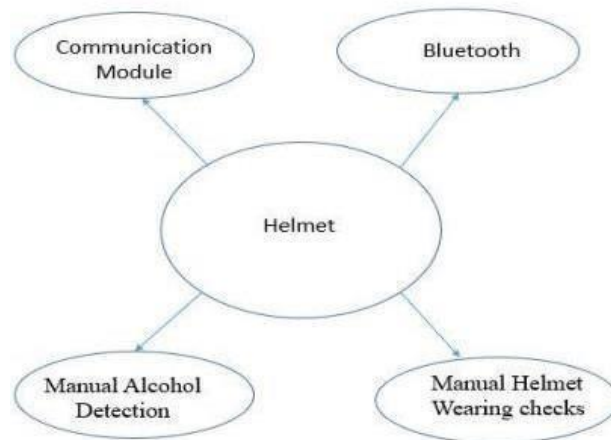 Communication
Module
Bluetooth
Helmet
Manual Alcohol
Detection
Manual Helmet
Wearing checks